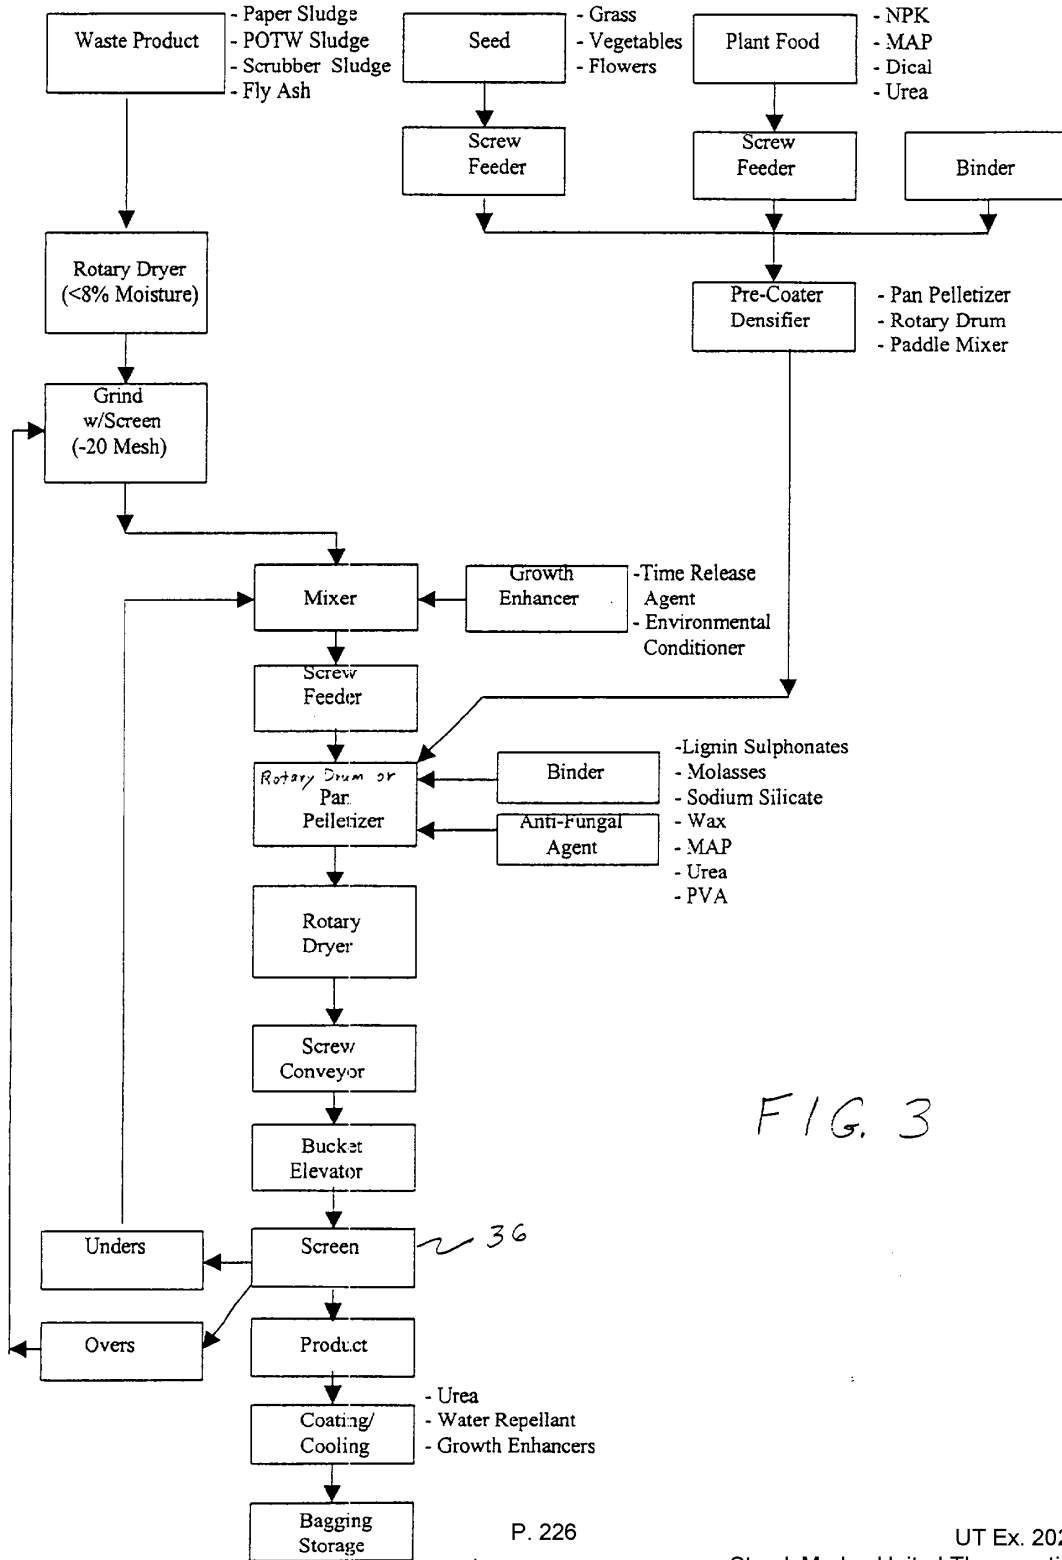 Waste Product
- Paper Sludge
- POTW Sludge
- Scrubber Sludge
- Fly Ash
Seed
- Grass
- Vegetables
- Flowers
Plant Food
- NPK
- MAP
- Dical
- Urea
Screw
Feeder
Screw
Feeder
Binder
Rotary Dryer
(<8% Moisture)
Pre-Coater
Densifier
- Pan Pelletizer
- Rotary Drum
- Paddle Mixer
Grind
w/Screen
(-20 Mesh)
Mixer
Growth
Enhancer
-Time Release
Agent
- Environmental
Conditioner
Screw
Feeder
Rotary Drum or
Pan
Pelletizer
Binder
Anti-Fungal
Agent
-Lignin Sulphonates
- Molasses
- Sodium Silicate
- Wax
- MAP
- Urea
- PVA
Rotary
Dryer
Screw
Conveyor
FIG. 3
Bucket
Elevator
Unders
Screen
36
Overs
Product
Coating/
Cooling
- Urea
- Water Repellant
- Growth Enhancers
Bagging
Storage
P. 226
UT Ex. 202